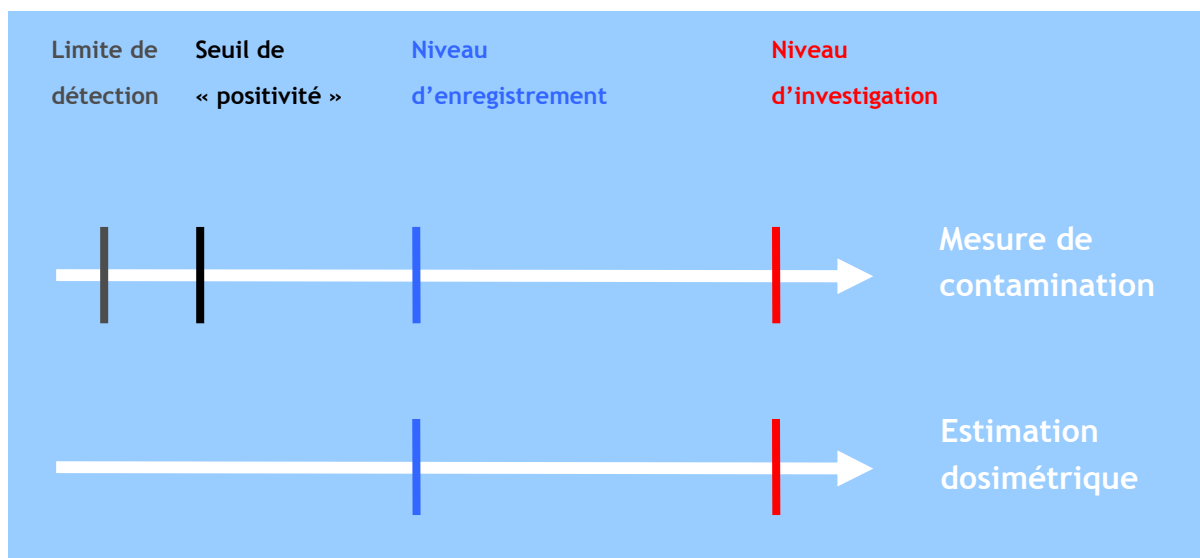 Limite de
détection
Seuil de
« positivité »
Niveau
d’enregistrement
Niveau
d’investigation
Mesure de
contamination
Estimation
dosimétrique